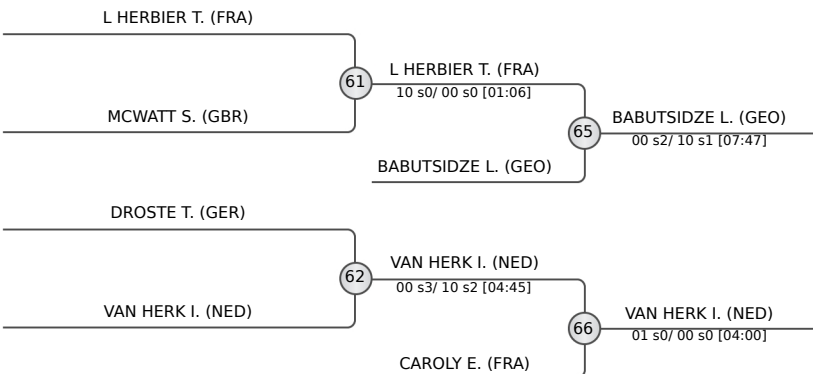 L HERBIER T. (FRA)
61
L HERBIER T. (FRA)
10 s0/ 00 s0 [01:06]
MCWATT S. (GBR)
65
BABUTSIDZE L. (GEO)
00 s2/ 10 s1 [07:47]
BABUTSIDZE L. (GEO)
DROSTE T. (GER)
62
VAN HERK I. (NED)
00 s3/ 10 s2 [04:45]
VAN HERK I. (NED)
66
VAN HERK I. (NED)
01 s0/ 00 s0 [04:00]
CAROLY E. (FRA)